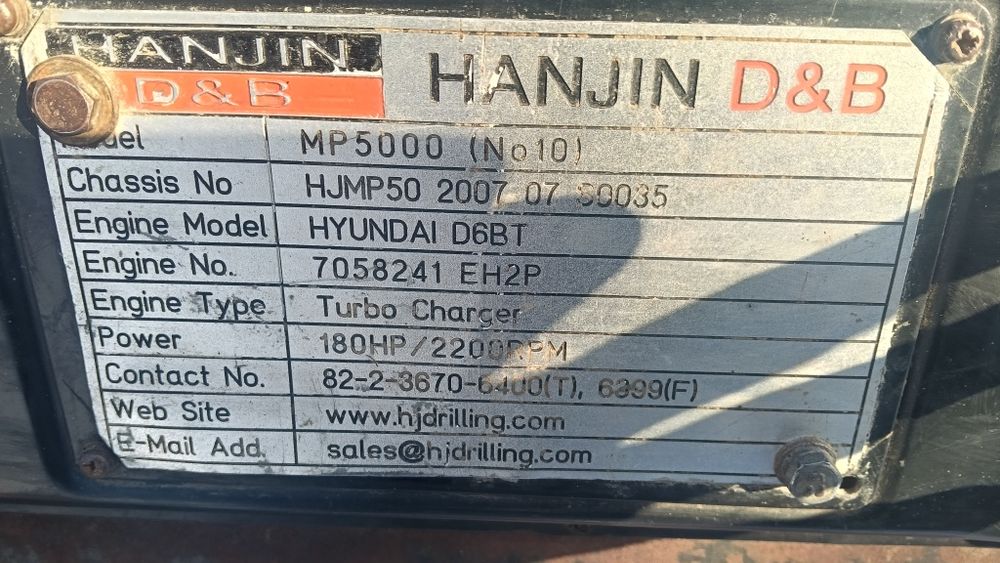 HANJIN
D&B
HANJIN D&B
MP5000 (No10)
Chassis No HJMP50 2007 07
Engine Model HYUNDAI D6BT
Engine No. 7058241 EH2P
Engine Type Turbo Charger
Power 180HP/2200RPM
Contact No. 82-2-3670-6400(T), 6399(F)
Web Site www.hjdrilling.com
E-Mail Add. sales@hjdrilling.com